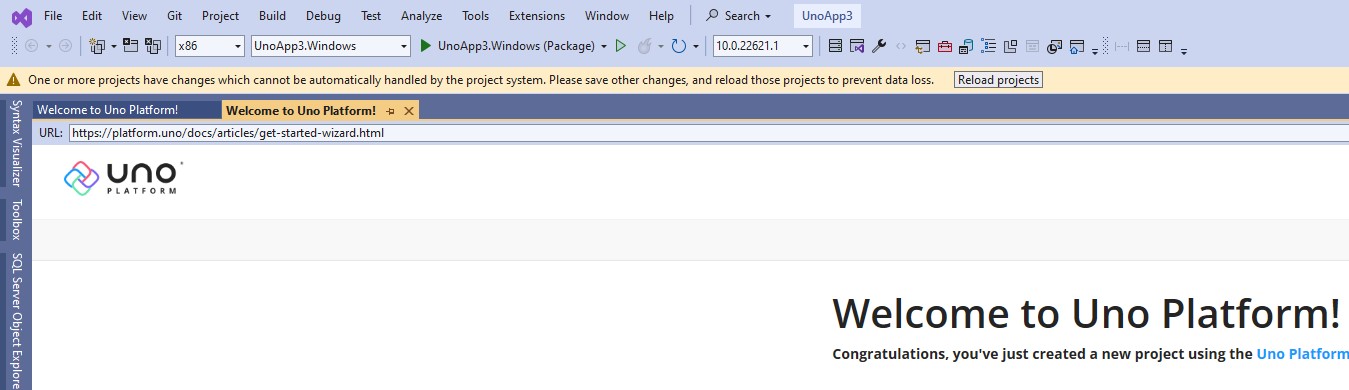 File Edit View Git Project Build Debug Test Analyze Tools Extensions Window Help Search UnoApp3
x86 UnoApp3.Windows UnoApp3.Windows (Package) 10.0.22621.1
One or more projects have changes which cannot be automatically handled by the project system. Please save other changes, and reload those projects to prevent data loss. Reload projects
Welcome to Uno Platform! Welcome to Uno Platform!
URL: https://platform.uno/docs/articles/get-started-wizard.html
Syntax Visualizer
Toolbox
SQL Server Object Explore
uno
PLATFORM
Welcome to Uno Platform!
Congratulations, you've just created a new project using the Uno Platform